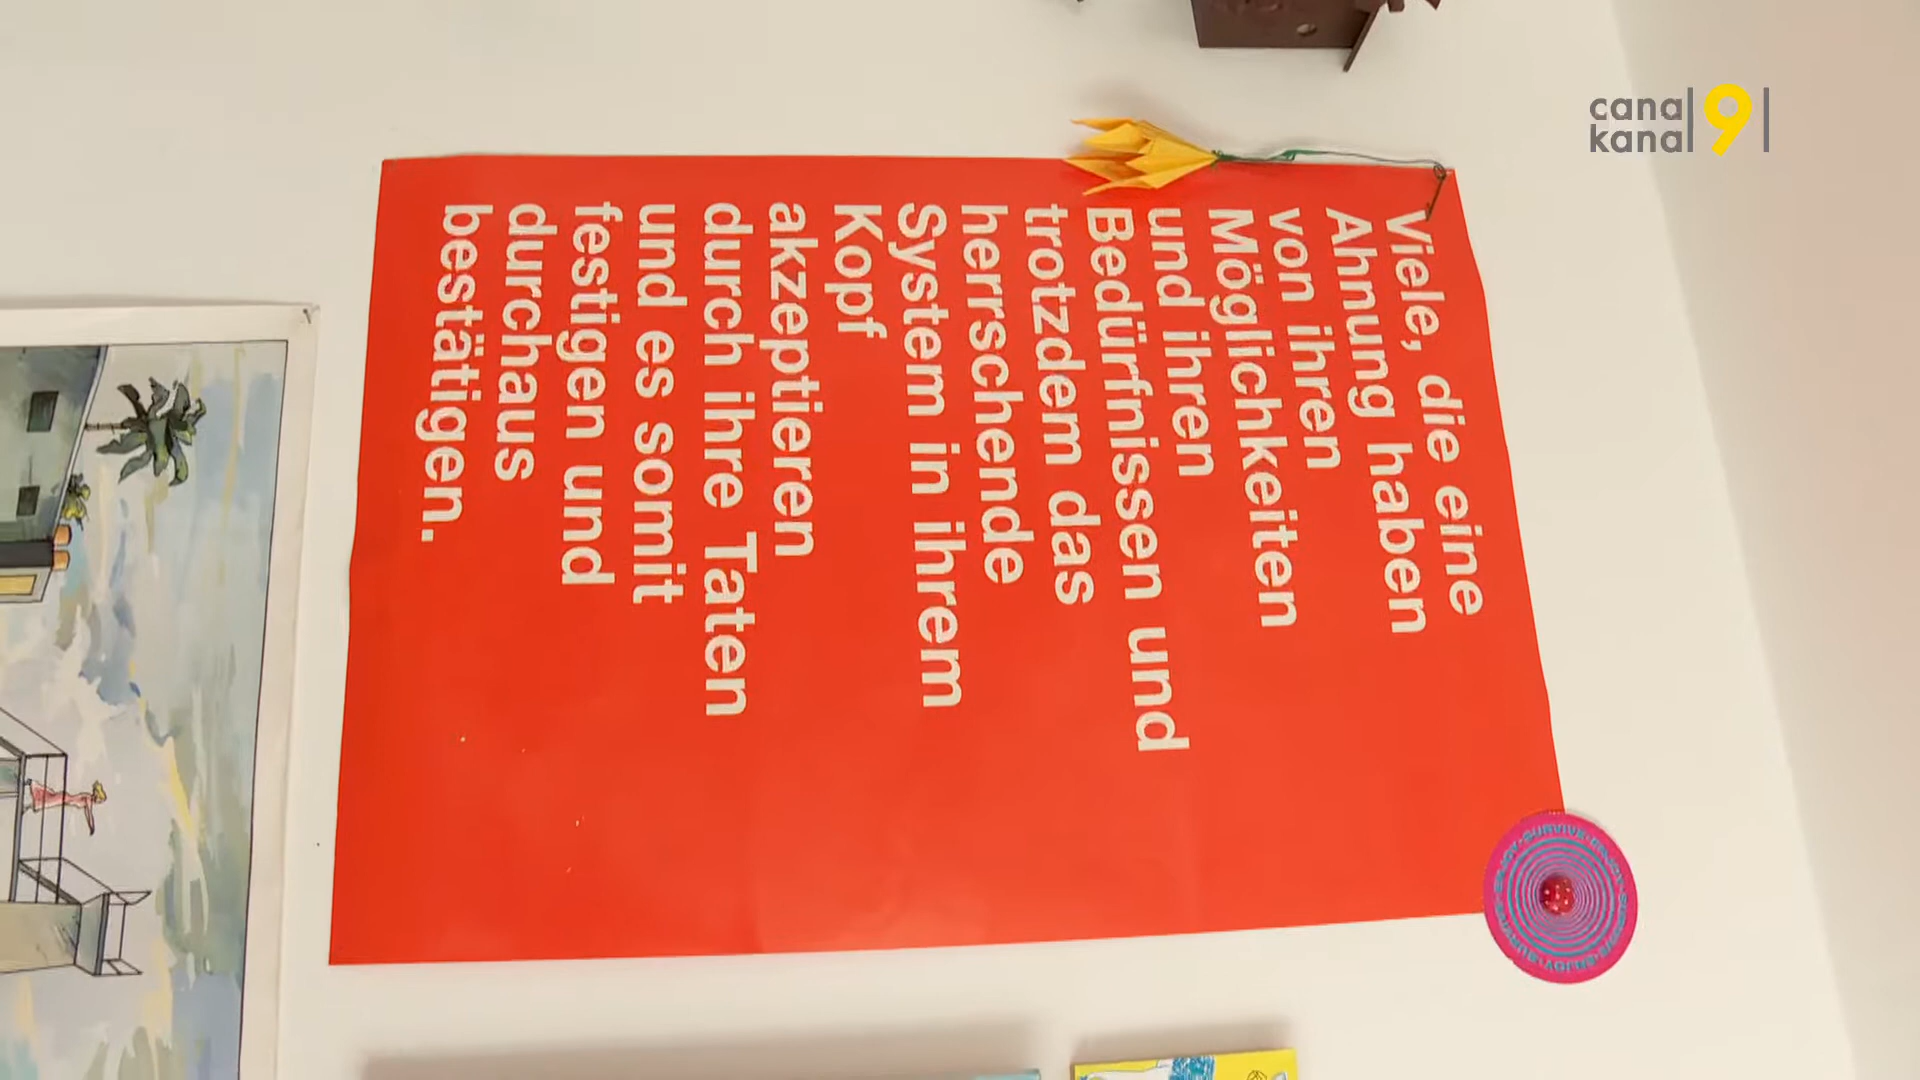 canal 9
kanal
Viele, die eine
Ahnung haben
von ihren
Möglichkeiten
und ihren
Bedürfnissen und
trotzdem das
herrschende
System in ihrem
Kopf
akzeptieren
durch ihre Taten
und es somit
festigen und
durchaus
bestätigen.